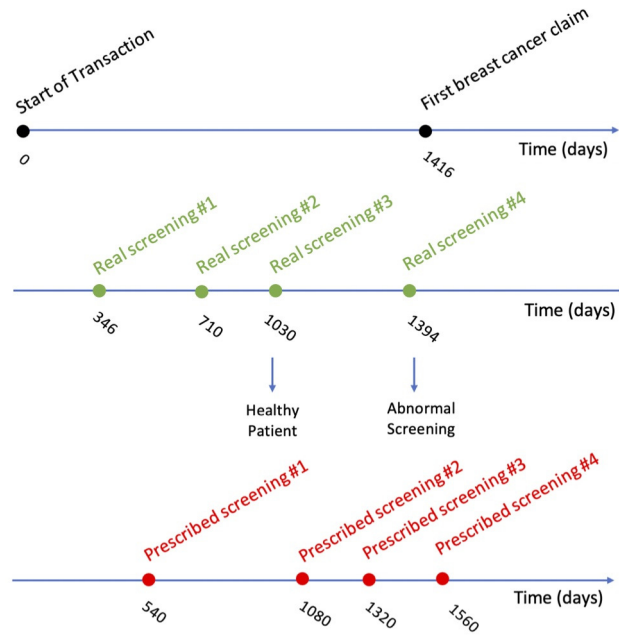 Start of Transaction
First breast cancer claim
0
1416
Time (days)
Real screening #1
Real screening #2
Real screening #3
Real screening #4
346
710
1030
1394
Time (days)
Healthy
Patient
Abnormal
Screening
Prescribed screening #1
Prescribed screening #2
Prescribed screening #3
Prescribed screening #4
540
1080
1320
1560
Time (days)